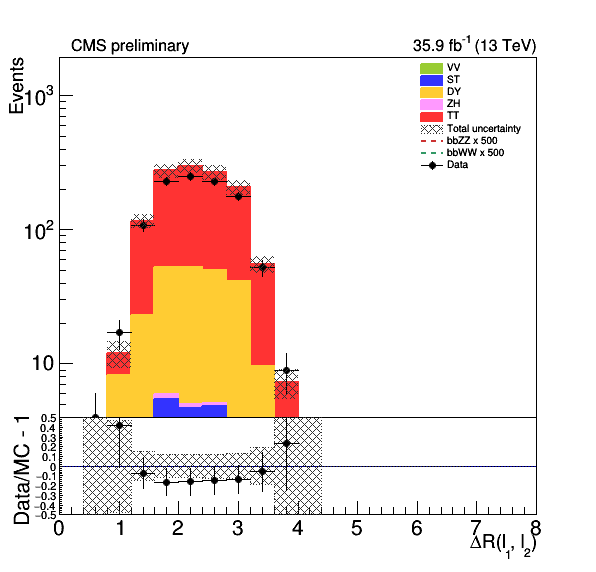 CMS preliminary 35.9 fb⁻¹ (13 TeV)
Events
10³
10²
10
VV
ST
DY
ZH
TT
Total uncertainty
bbZZ x 500
bbWW x 500
Data
Data/MC - 1
0.5
0.4
0.3
0.2
0.1
0
−0.1
−0.2
−0.3
−0.4
−0.5
0 1 2 3 4 5 6 7 8
ΔR(l₁, l₂)